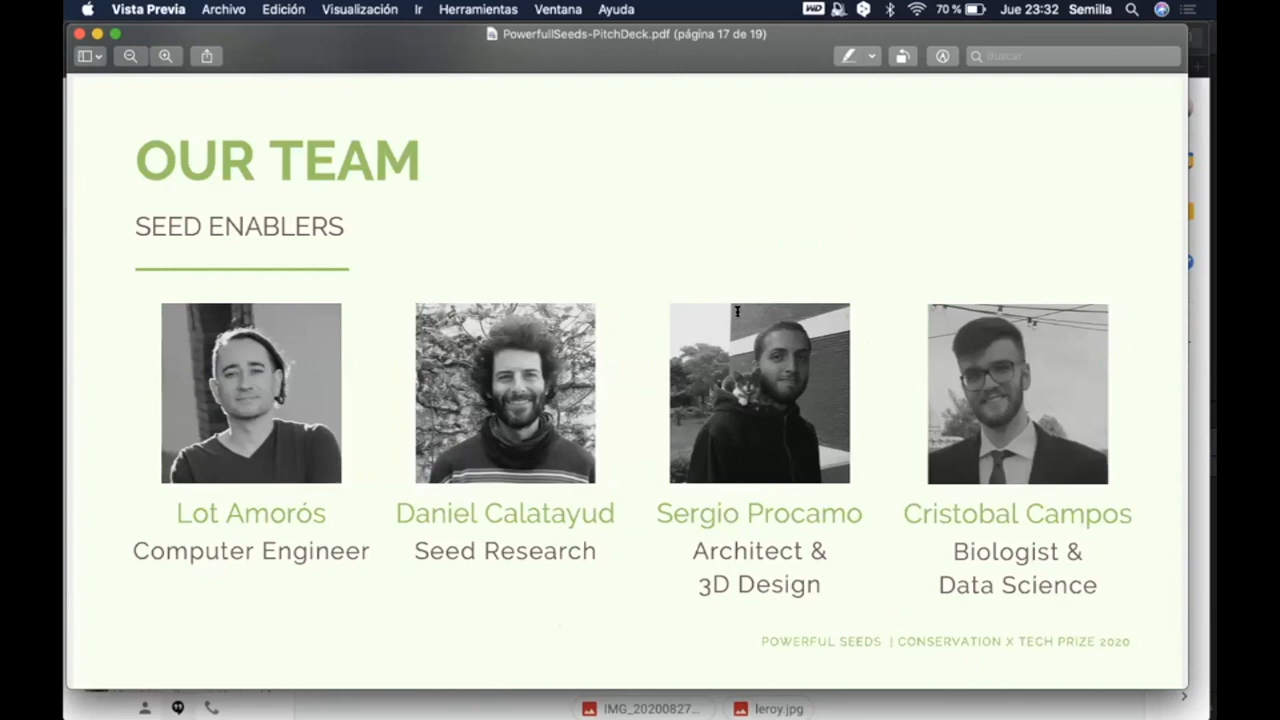 Vista Previa Archivo Edición Visualización Ir Herramientas Ventana Ayuda 70 % Jue 23:32 Semilla
PowerfullSeeds-PitchDeck.pdf (página 17 de 19)
Buscar
OUR TEAM
SEED ENABLERS
Lot Amorós Daniel Calatayud Sergio Procamo Cristobal Campos
Computer Engineer Seed Research Architect & Biologist &
3D Design Data Science
POWERFUL SEEDS | CONSERVATION X TECH PRIZE 2020
IMG_20200827... leroy.jpg